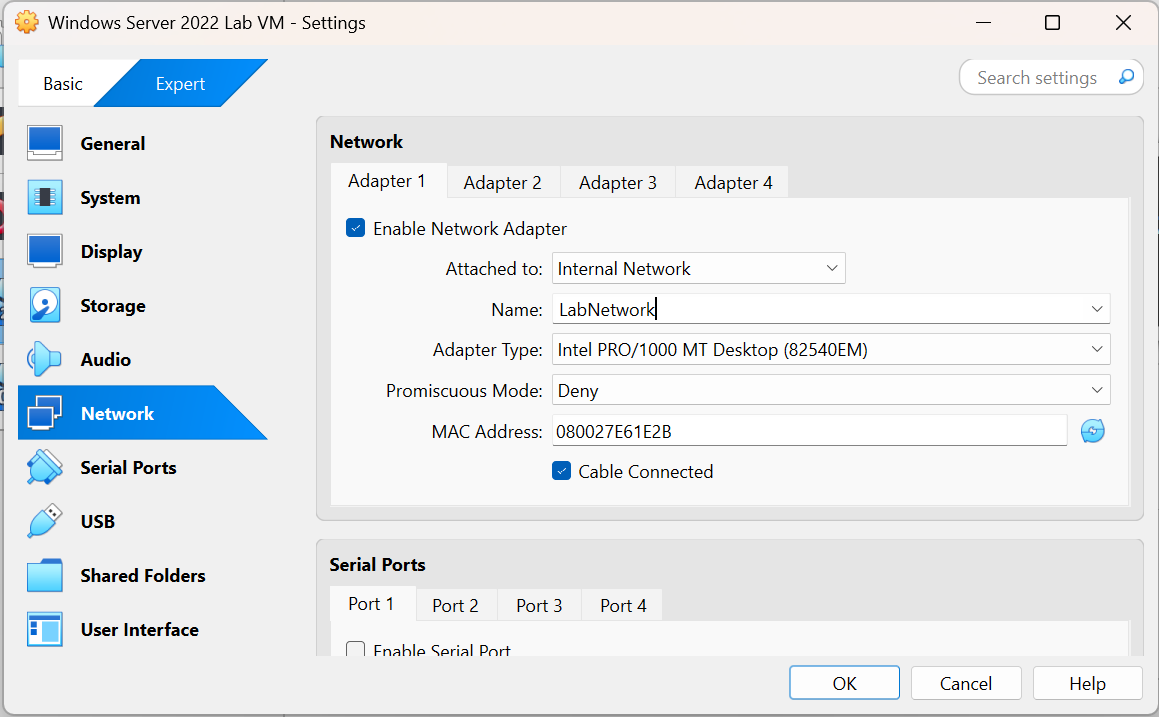 Windows Server 2022 Lab VM - Settings
Basic
Expert
Search settings
General
System
Display
Storage
Audio
Network
Serial Ports
USB
Shared Folders
User Interface
Network
Adapter 1
Adapter 2
Adapter 3
Adapter 4
Enable Network Adapter
Attached to: Internal Network
Name: LabNetwork
Adapter Type: Intel PRO/1000 MT Desktop (82540EM)
Promiscuous Mode: Deny
MAC Address: 080027E61E2B
Cable Connected
Serial Ports
Port 1
Port 2
Port 3
Port 4
Enable Serial Port
OK
Cancel
Help